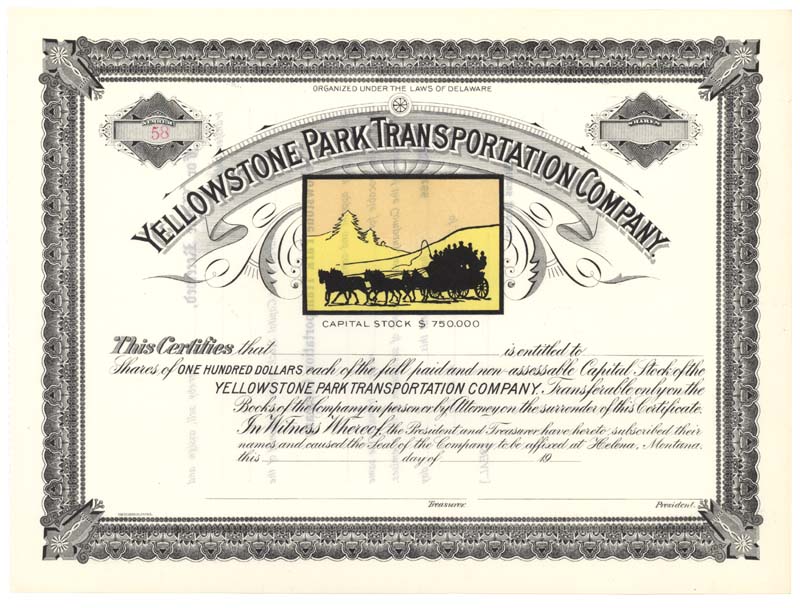 ORGANIZED UNDER THE LAWS OF DELAWARE
NUMBER
58
SHARES
YELLOWSTONE PARK TRANSPORTATION COMPANY.
CAPITAL STOCK $ 750.000
This Certifies that is entitled to
Shares of ONE HUNDRED DOLLARS each of the full paid and non-assessable Capital Stock of the
YELLOWSTONE PARK TRANSPORTATION COMPANY. Transferable only on the
Books of the Company in person or by Attorney on the surrender of this Certificate.
In Witness Whereof, the President and Treasurer have hereto subscribed their
names and caused the Seal of the Company to be affixed at Helena, Montana.
this day of 19
Treasurer. President.